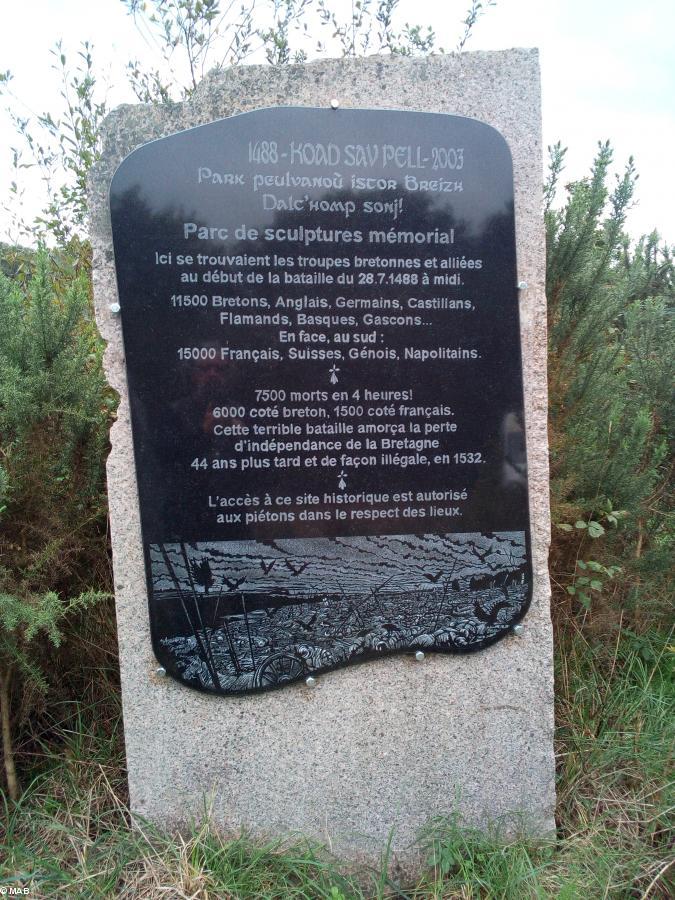 1488 - KOAD SAV PELL - 2003
Park peulvanoù istor Breizh
Dalc'homp sonj!
Parc de sculptures mémorial
Ici se trouvaient les troupes bretonnes et alliées
au début de la bataille du 28.7.1488 à midi.
11500 Bretons, Anglais, Germains, Castillans,
Flamands, Basques, Gascons...
En face, au sud :
15000 Français, Suisses, Génois, Napolitains.
7500 morts en 4 heures!
6000 coté breton, 1500 coté français.
Cette terrible bataille amorça la perte
d'indépendance de la Bretagne
44 ans plus tard et de façon illégale, en 1532.
L'accès à ce site historique est autorisé
aux piétons dans le respect des lieux.
© MAB